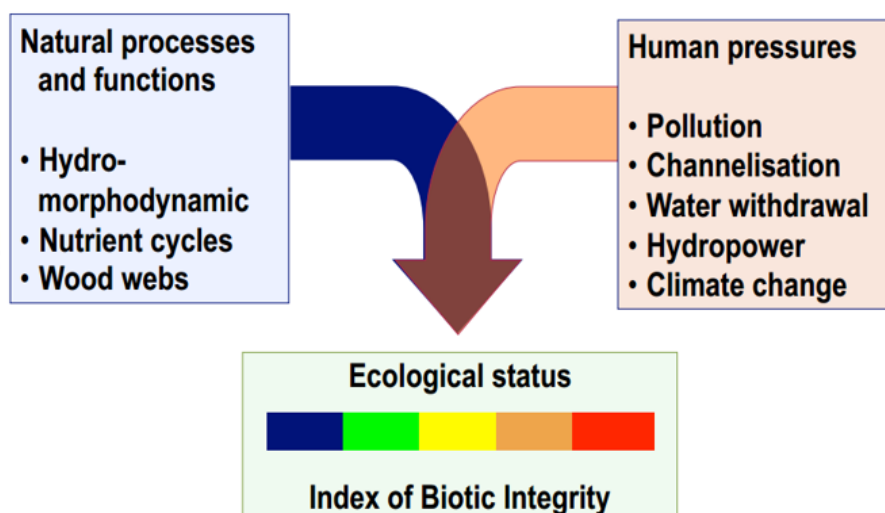 Natural processes
and functions
• Hydro-
morphodynamic
• Nutrient cycles
• Wood webs
Human pressures
• Pollution
• Channelisation
• Water withdrawal
• Hydropower
• Climate change
Ecological status
Index of Biotic Integrity